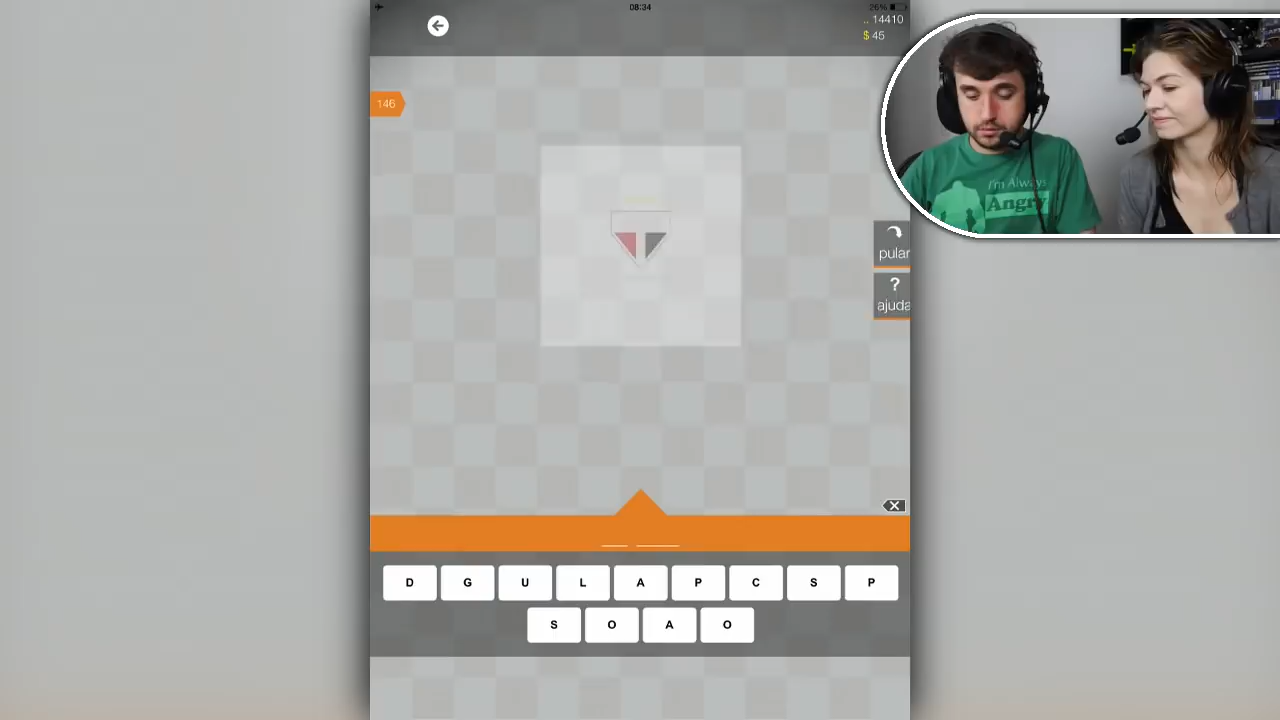 08:34
26%
.. 14410
$ 45
146
pular
?
ajuda
I'm Always
Angry
D G U L A P C S P
S O A O